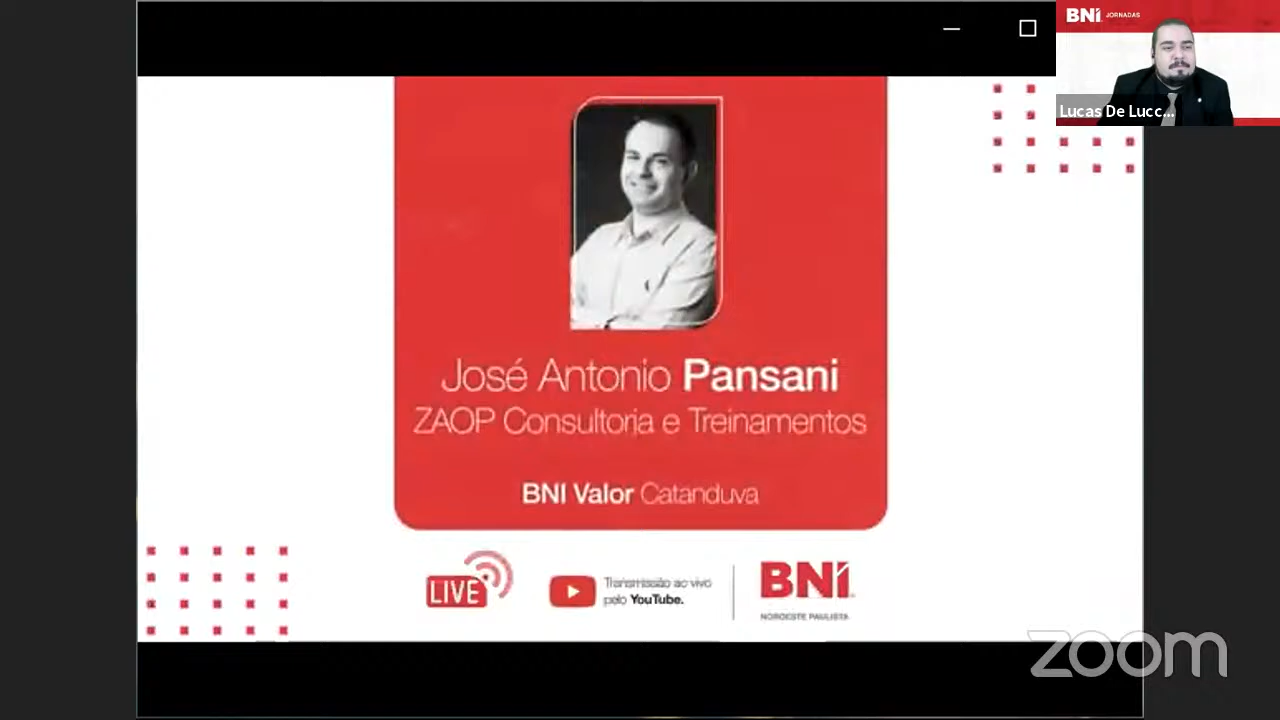 BNI JORNADAS
Lucas De Lucc...
José Antonio Pansani
ZAOP Consultoria e Treinamentos
BNI Valor Catanduva
LIVE
Transmissão ao vivo
pelo YouTube.
BNI
NOROESTE PAULISTA
zoom